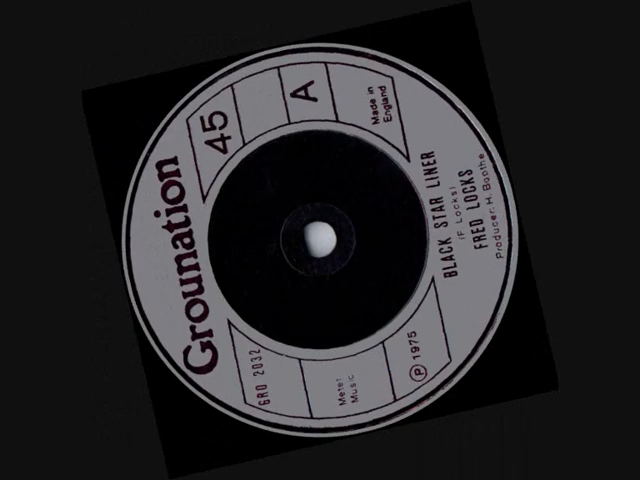 Grounation
45
A
Made in
England
GRO 2032
Meter
Music
℗ 1975
BLACK STAR LINER
(F Locks)
FRED LOCKS
Producer: H. Boothe